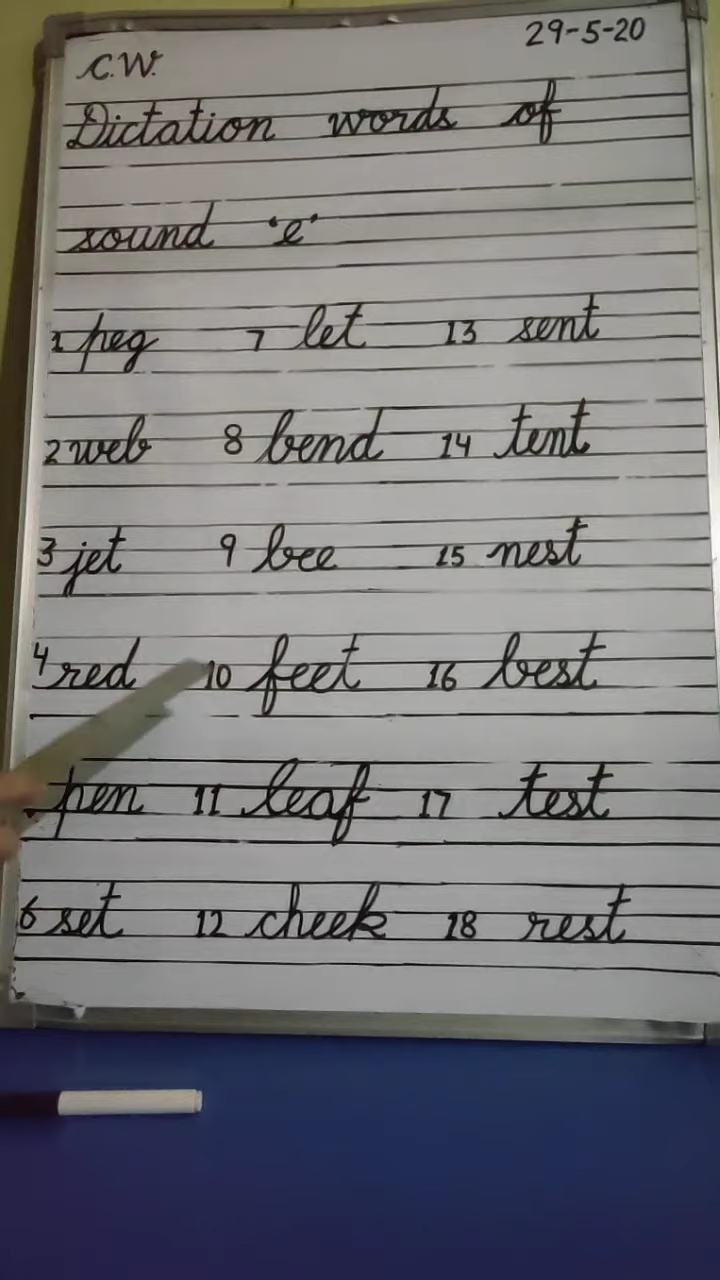 C.W. 29-5-20
Dictation words of
sound 'e'
1 peg 7 let 13 sent
2 web 8 bend 14 tent
3 jet 9 bee 15 nest
4 red 10 feet 16 best
pen 11 leaf 17 test
6 set 12 cheek 18 rest